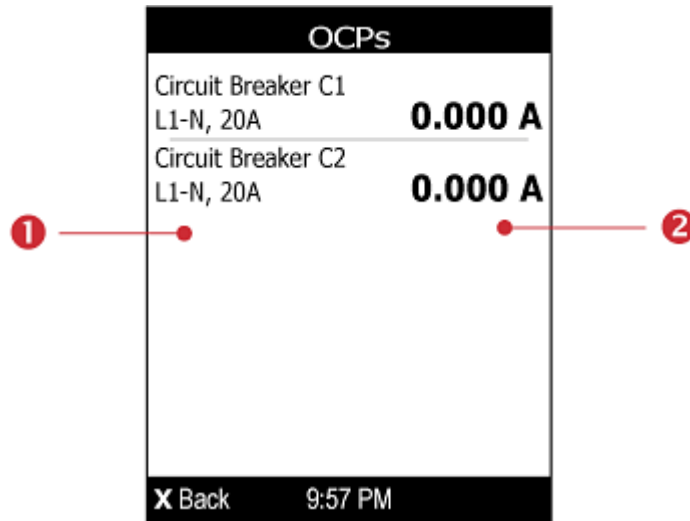 OCPs
Circuit Breaker C1
L1-N, 20A 0.000 A
Circuit Breaker C2
L1-N, 20A 0.000 A
1
2
X Back 9:57 PM